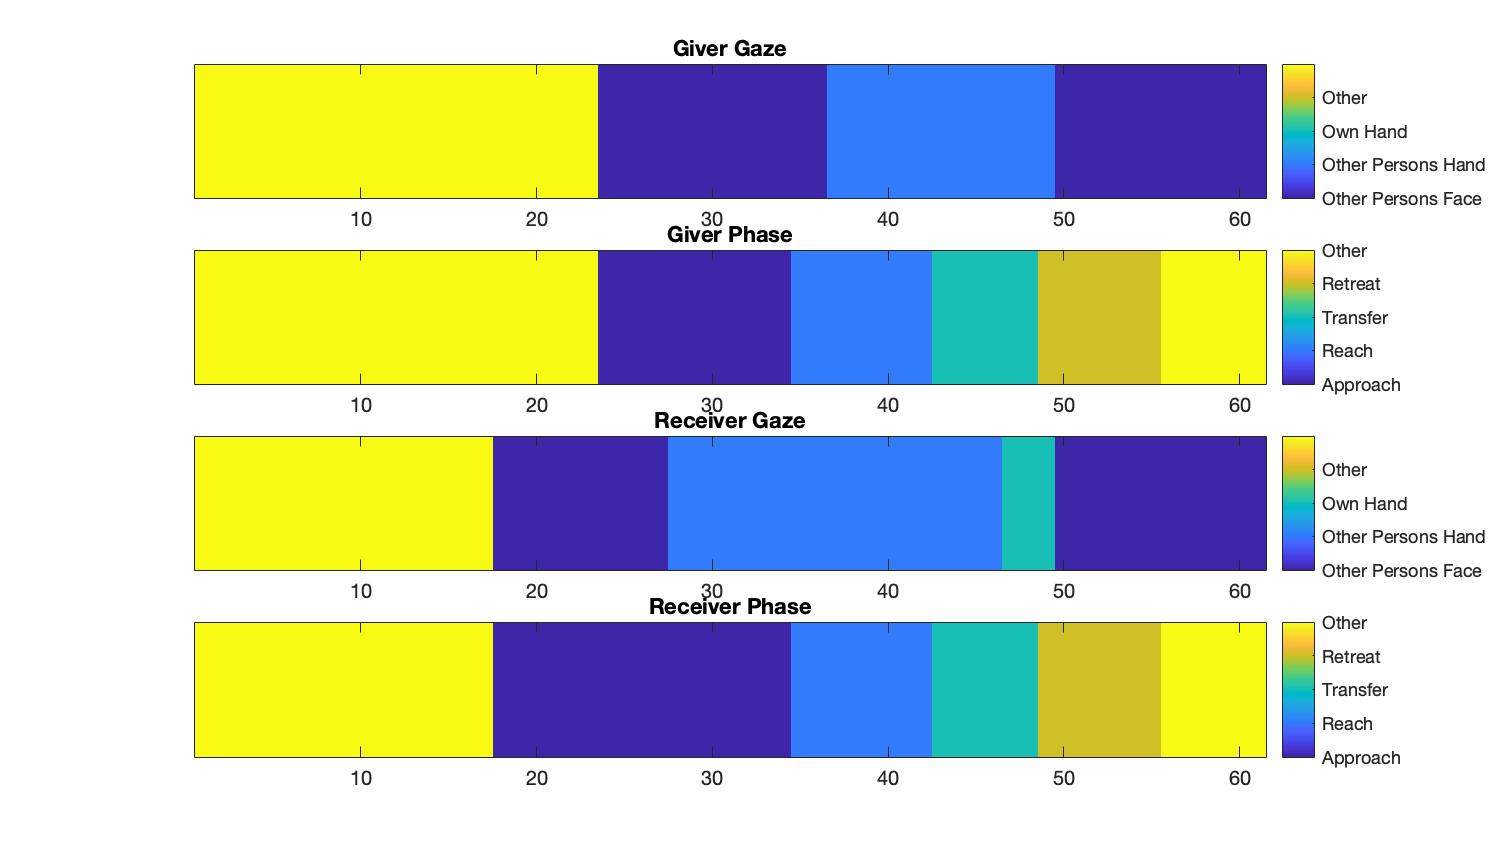 Giver Gaze
Other
Own Hand
Other Persons Hand
Other Persons Face
10 20 30 40 50 60
Giver Phase
Other
Retreat
Transfer
Reach
Approach
10 20 30 40 50 60
Receiver Gaze
Other
Own Hand
Other Persons Hand
Other Persons Face
10 20 30 40 50 60
Receiver Phase
Other
Retreat
Transfer
Reach
Approach
10 20 30 40 50 60